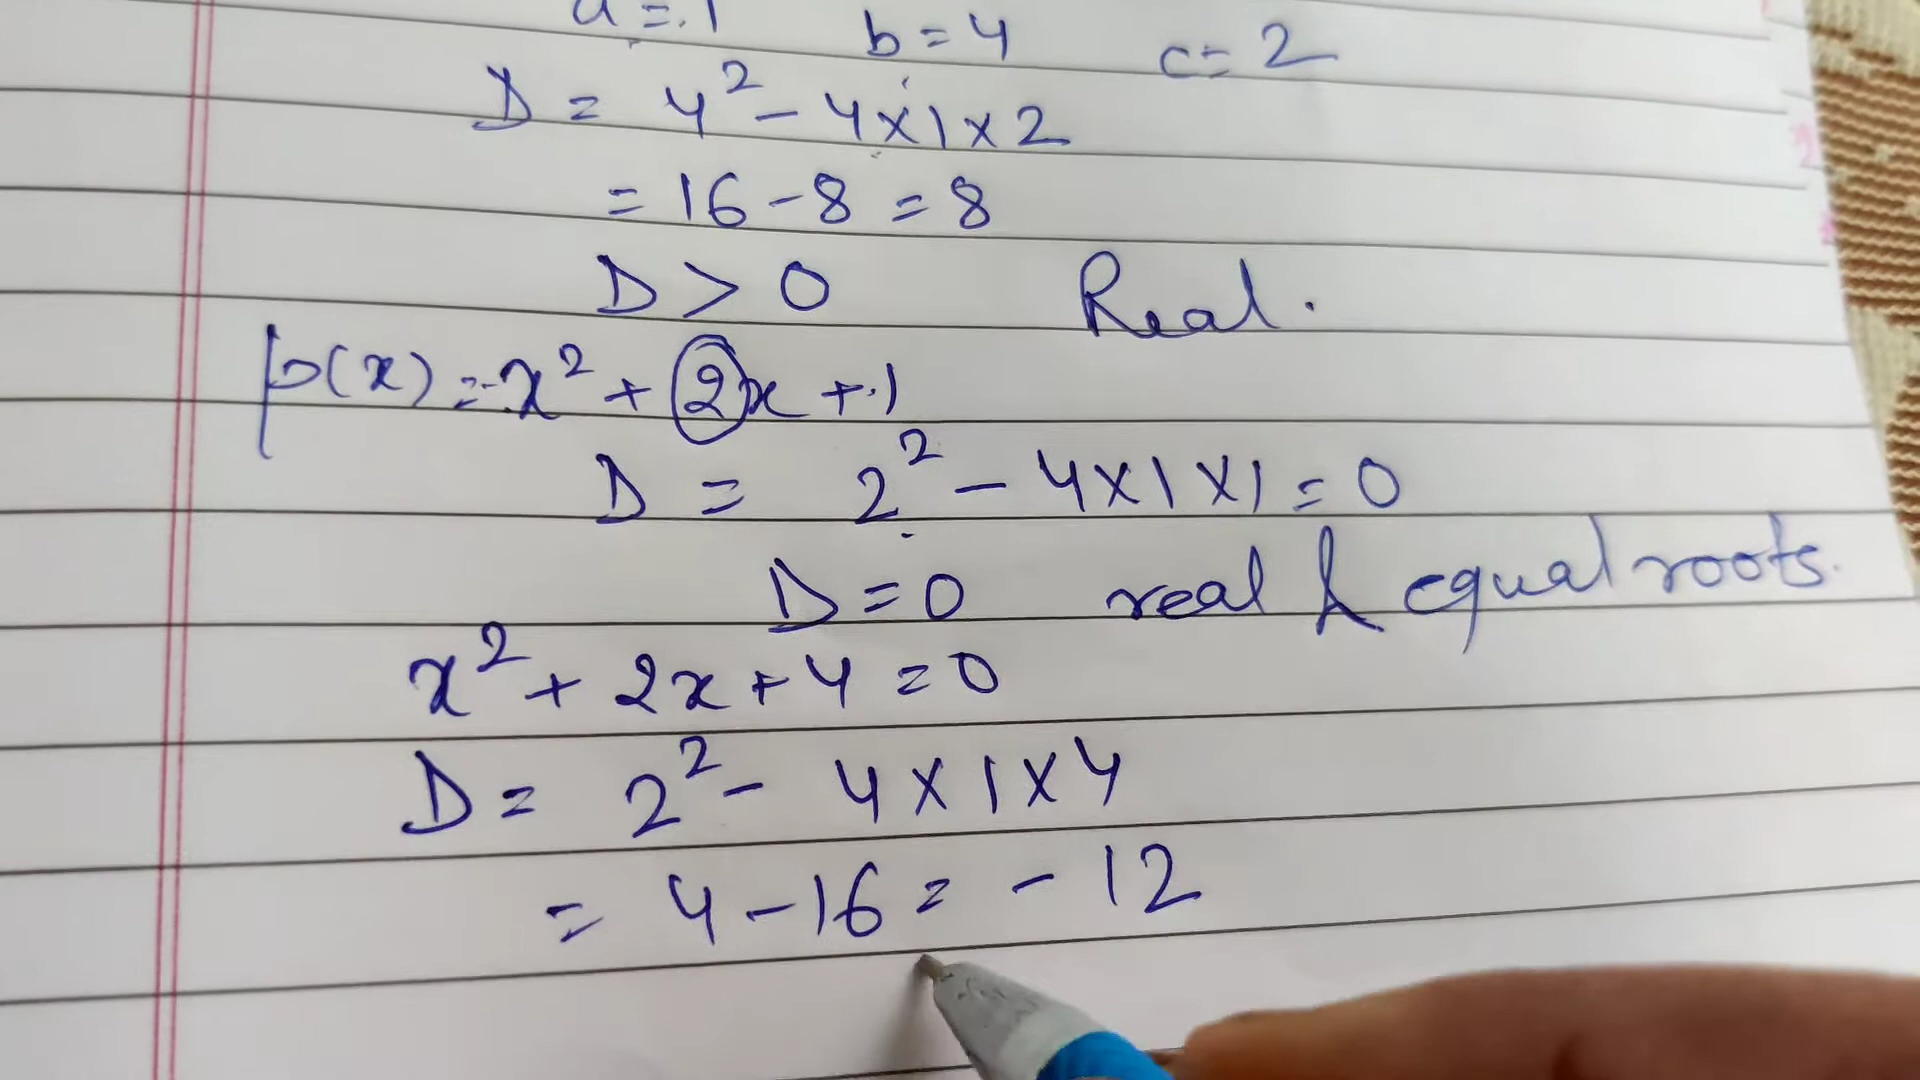 a = 1 b = 4 c = 2
D = 4² - 4×1×2
= 16 - 8 = 8
D > 0 Real.
p(x) = x² + 2x + 1
D = 2² - 4×1×1 = 0
D = 0 real & equal roots.
x² + 2x + 4 = 0
D = 2² - 4×1×4
= 4 - 16 = - 12